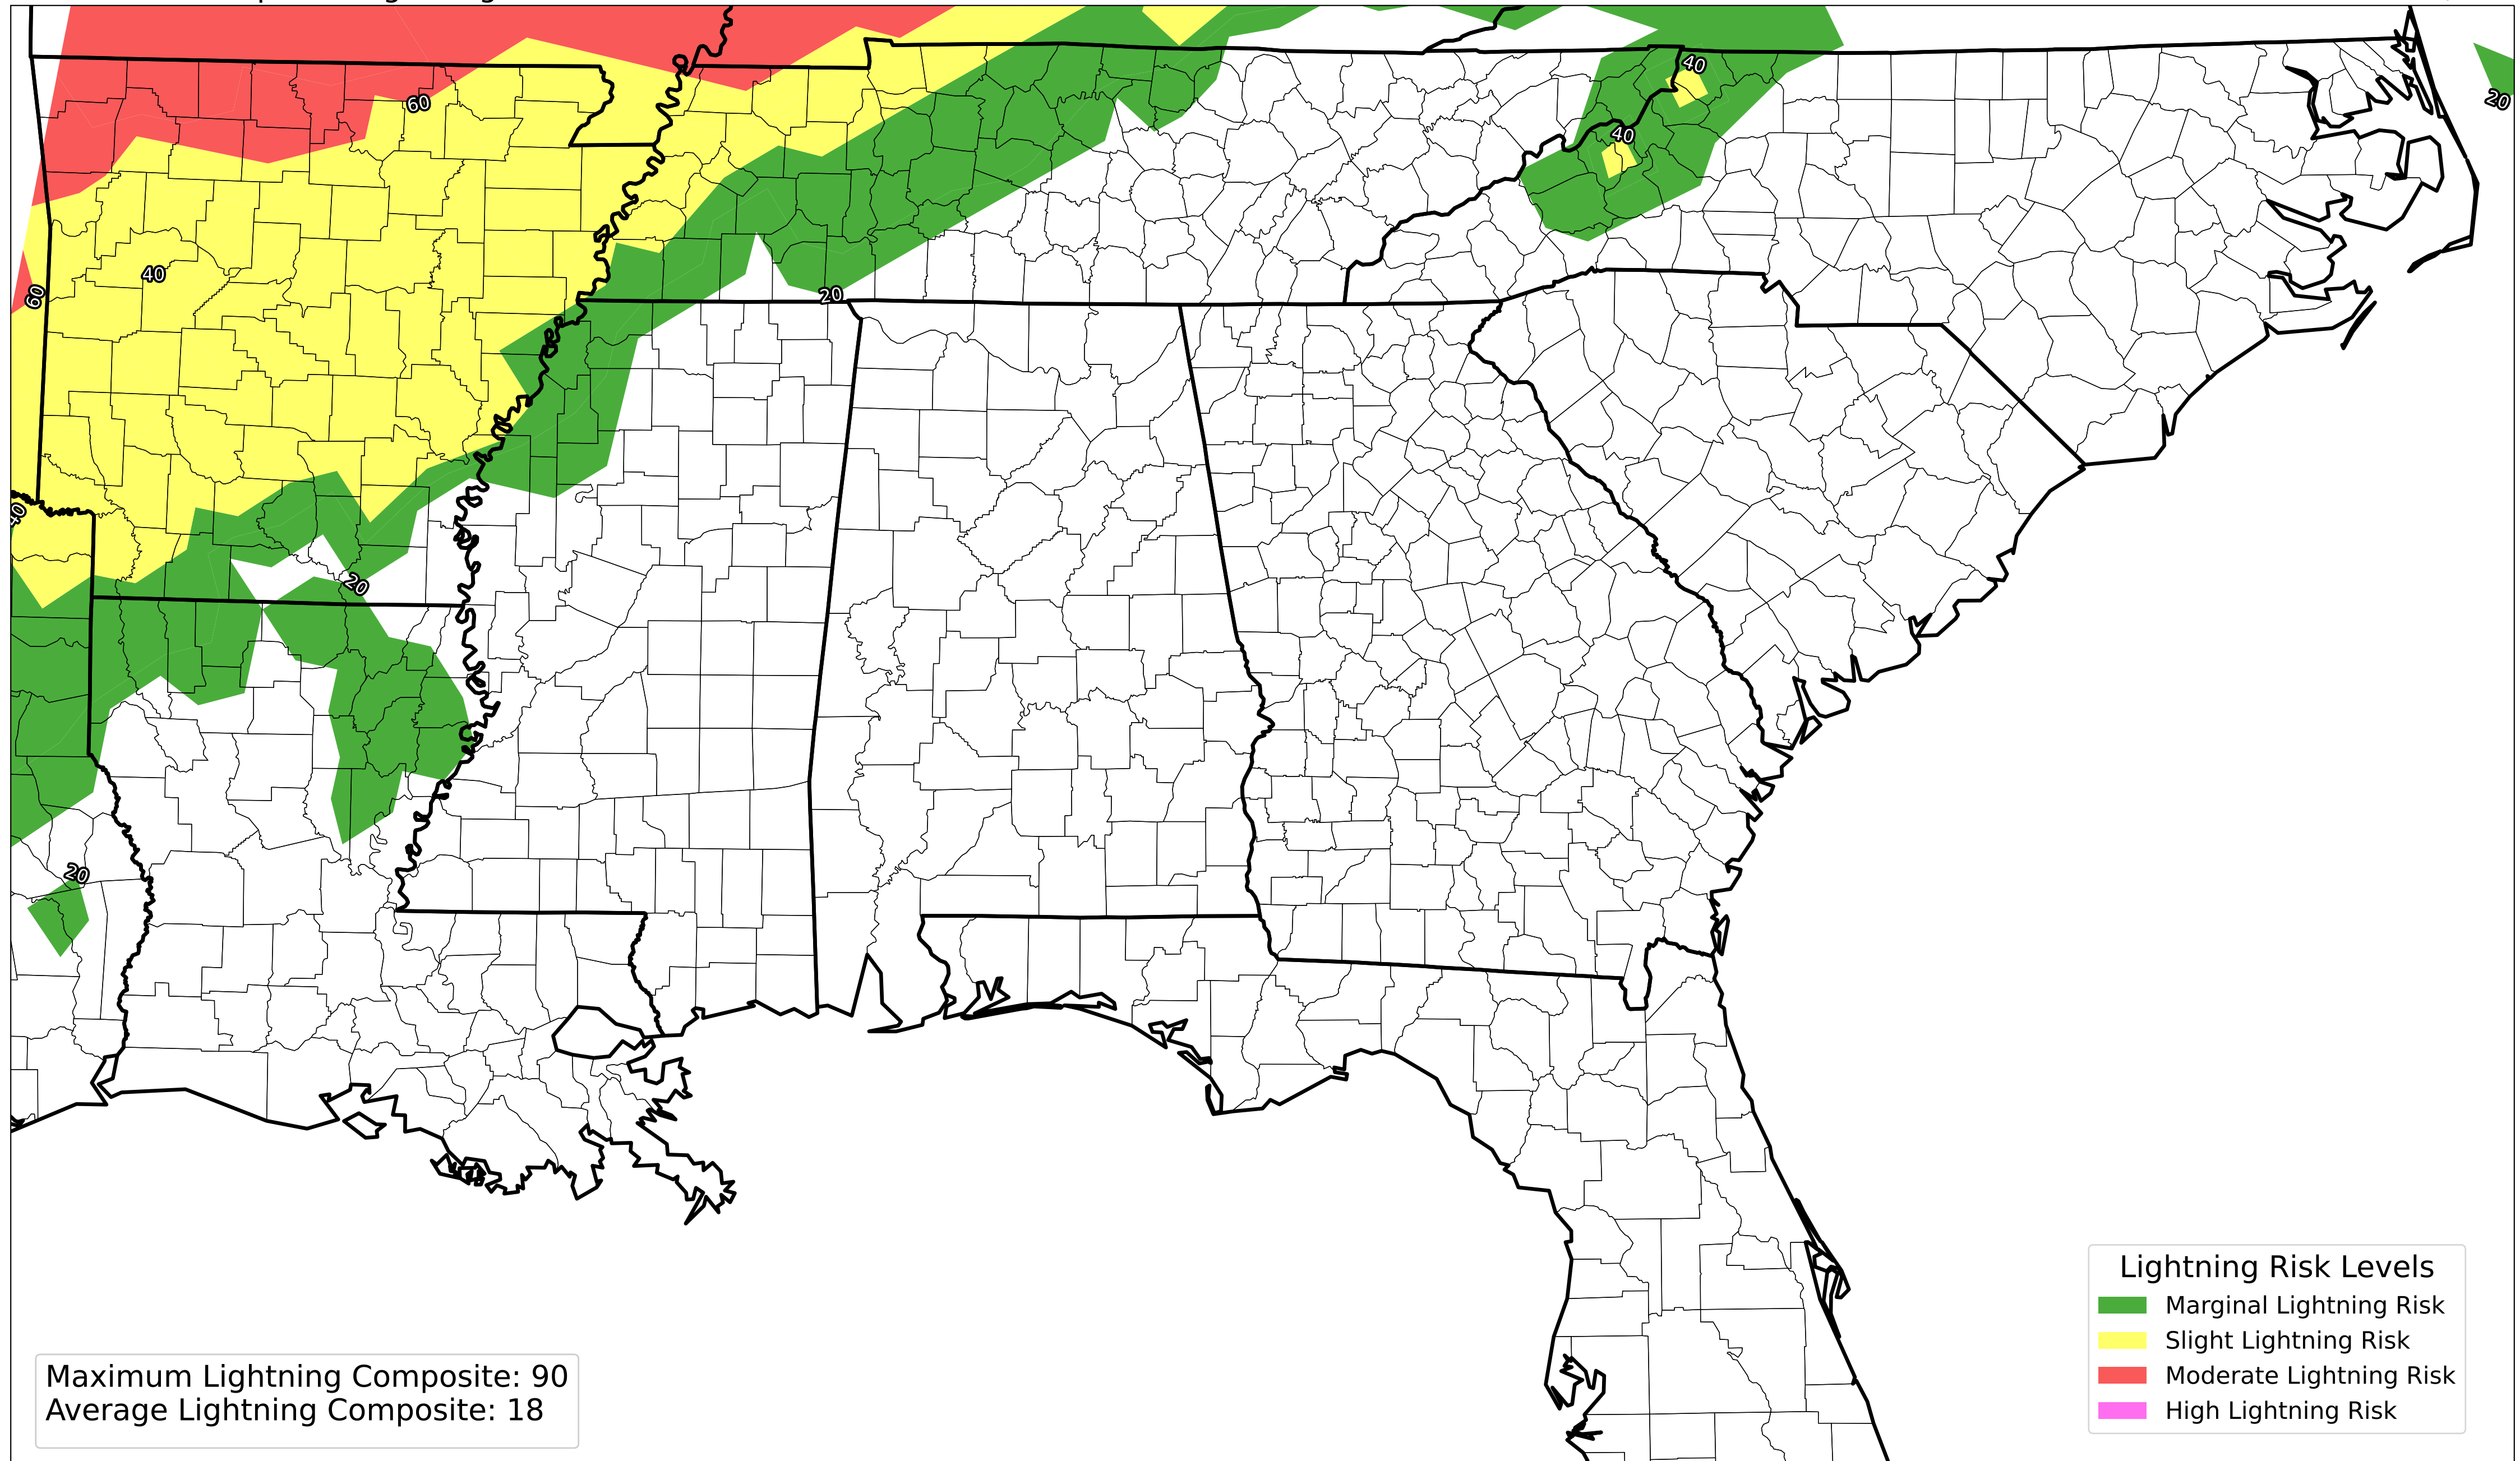 40
60
20
40
40
60
20
40
20
20
Lightning Risk Levels
Marginal Lightning Risk
Slight Lightning Risk
Moderate Lightning Risk
High Lightning Risk
Maximum Lightning Composite: 90
Average Lightning Composite: 18